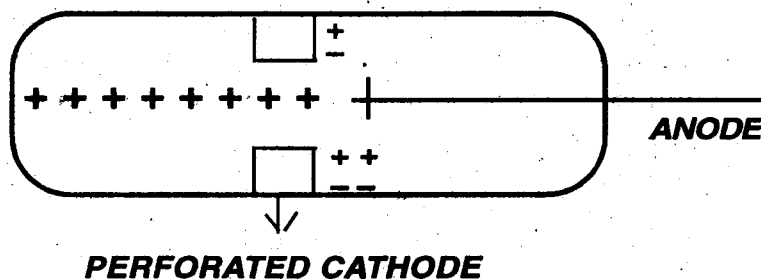 +
−
+ + + + + + + +
ANODE
+ +
− −
PERFORATED CATHODE